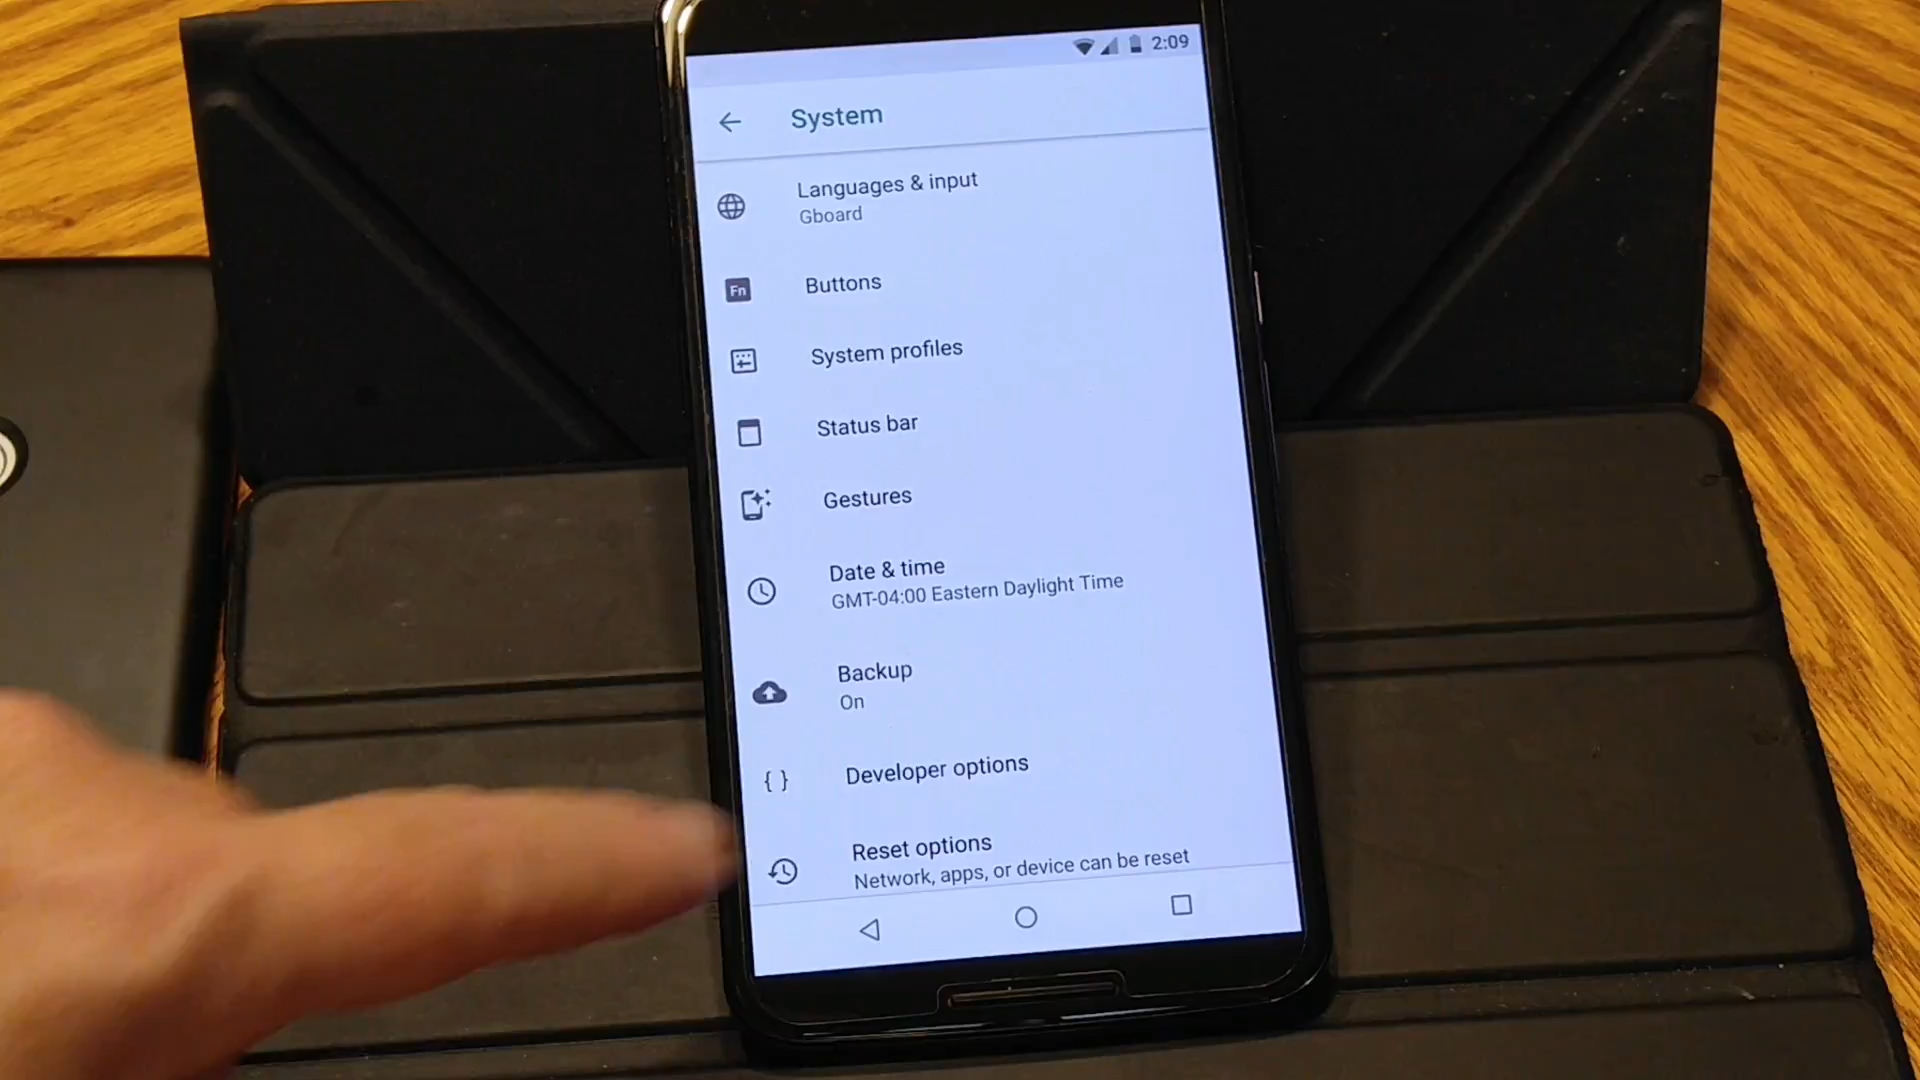 2:09
System
Languages & input
Gboard
Fn
Buttons
System profiles
Status bar
Gestures
Date & time
GMT-04:00 Eastern Daylight Time
Backup
On
{ }
Developer options
Reset options
Network, apps, or device can be reset